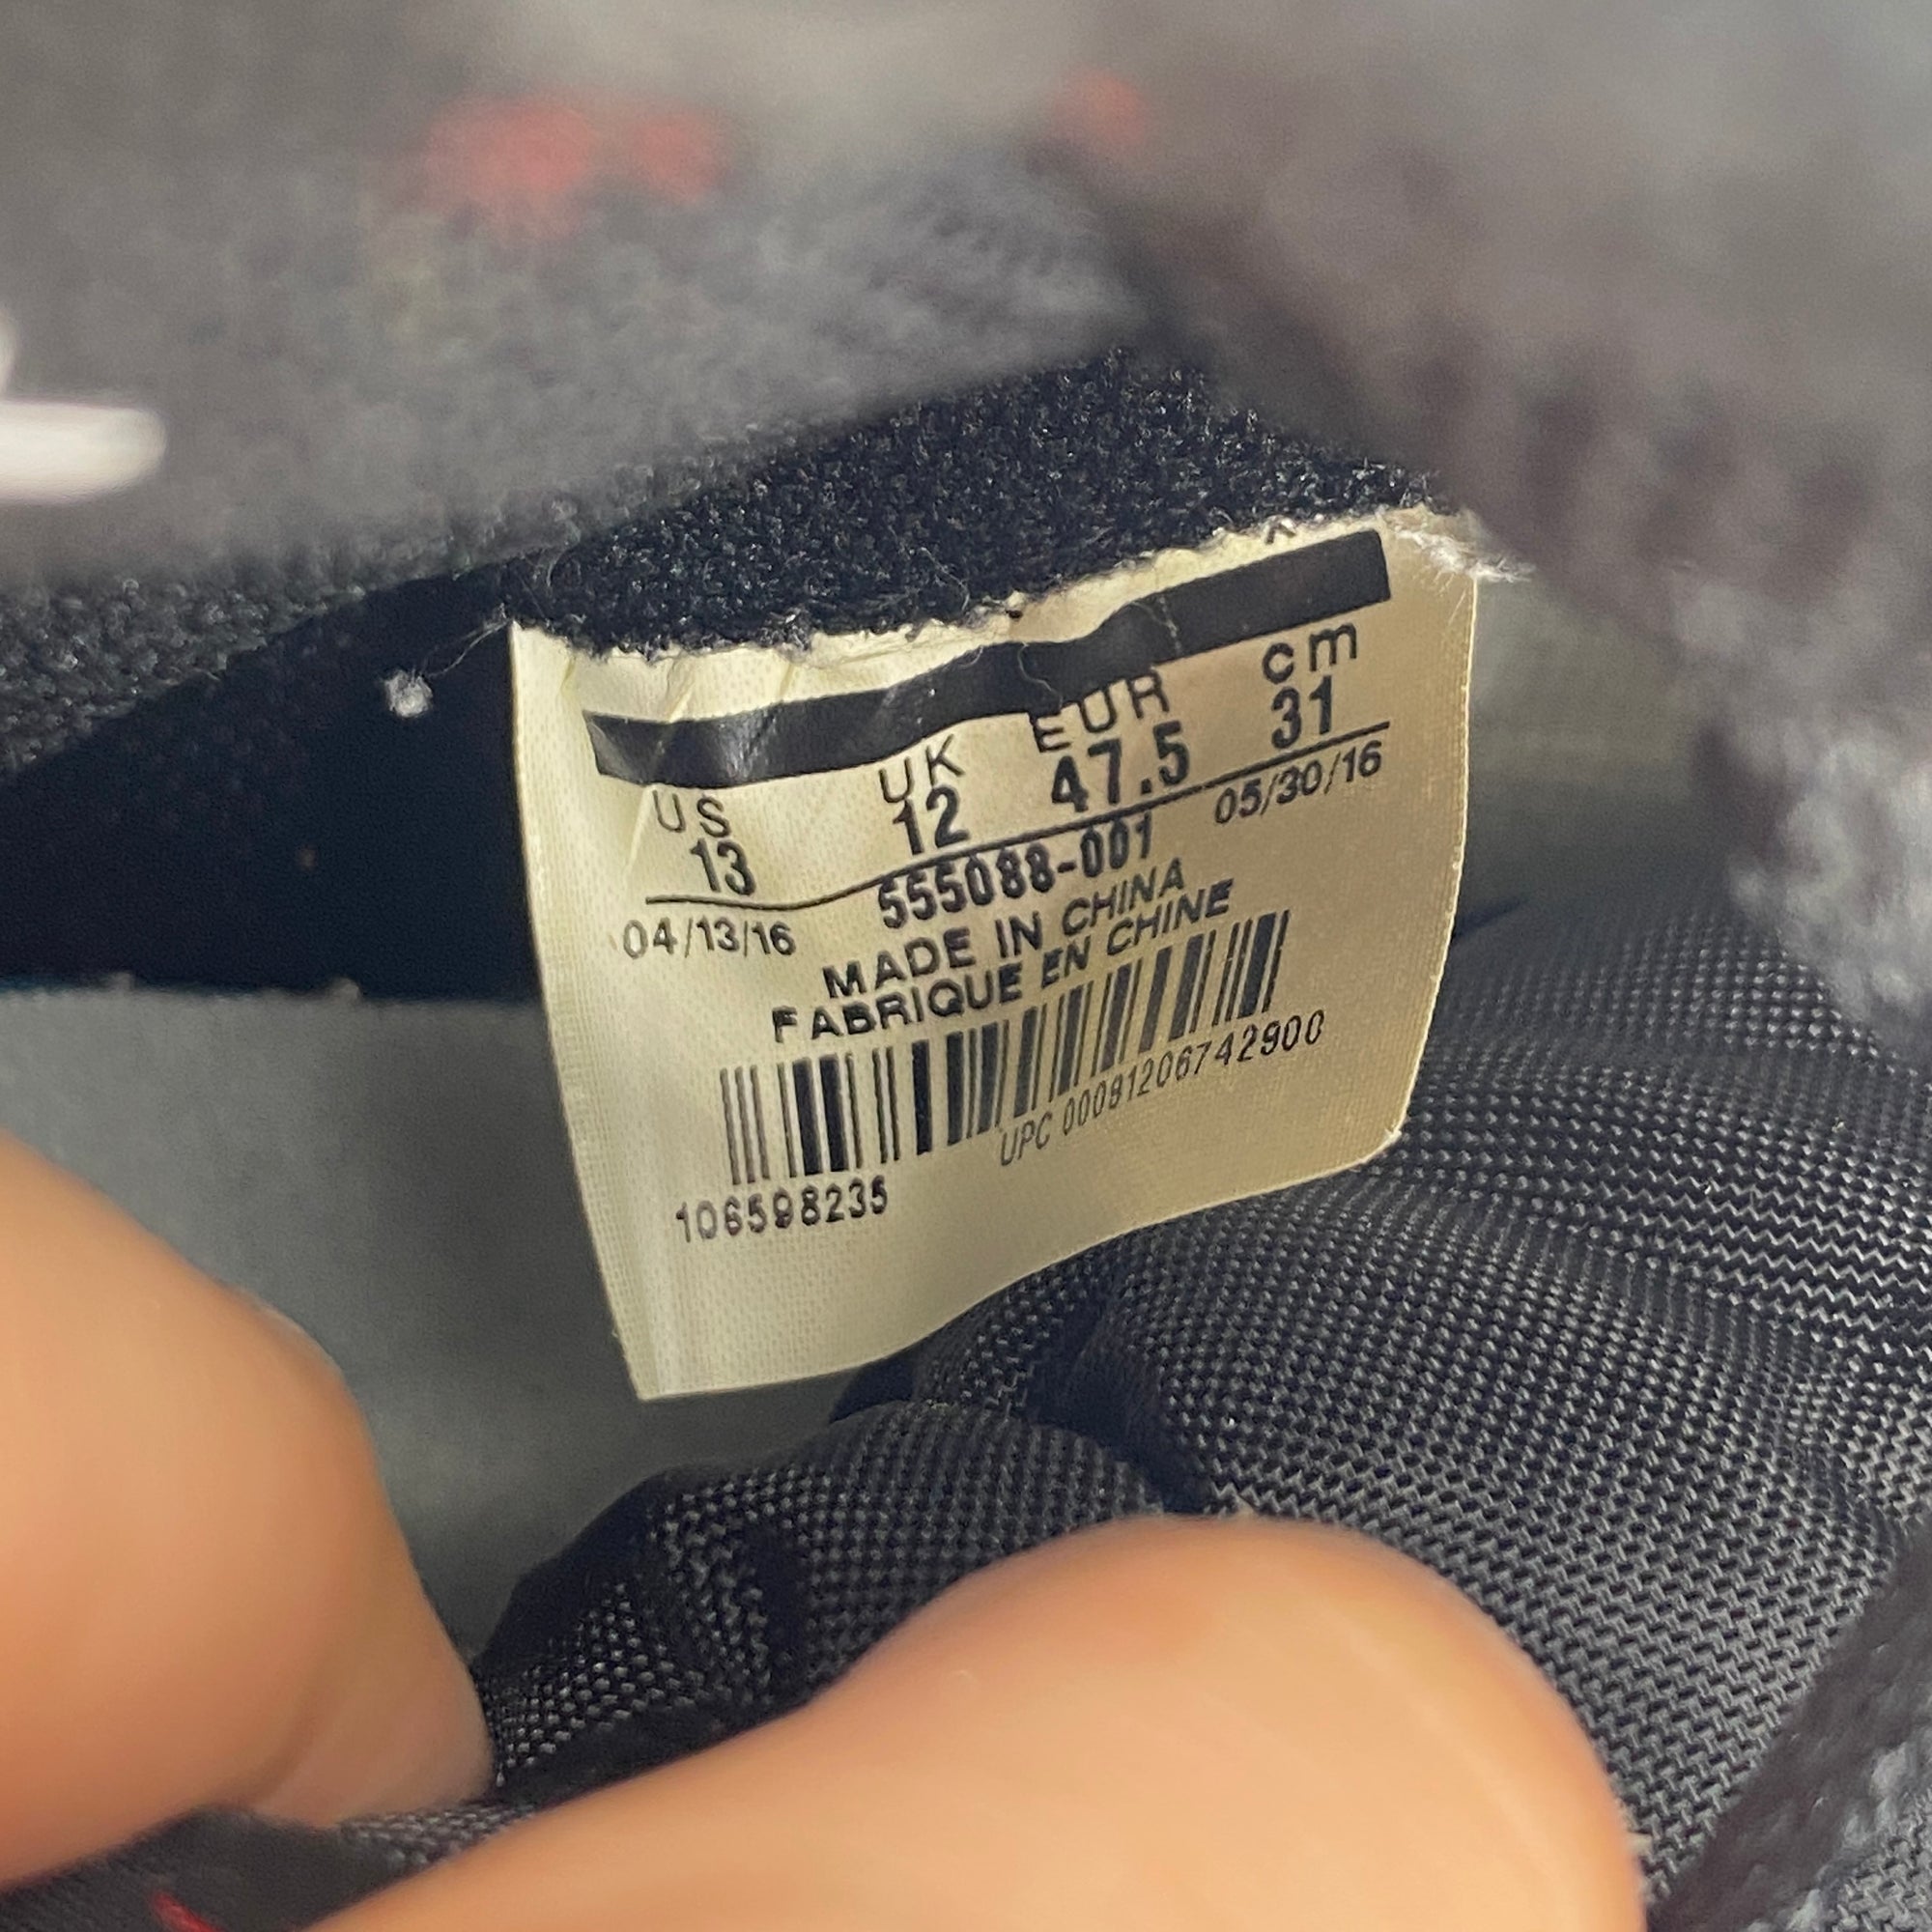 US UK EUR cm
13 12 47.5 31
04/13/16 555088-001 05/30/16
MADE IN CHINA
FABRIQUE EN CHINE
UPC 00081206742900
106598235